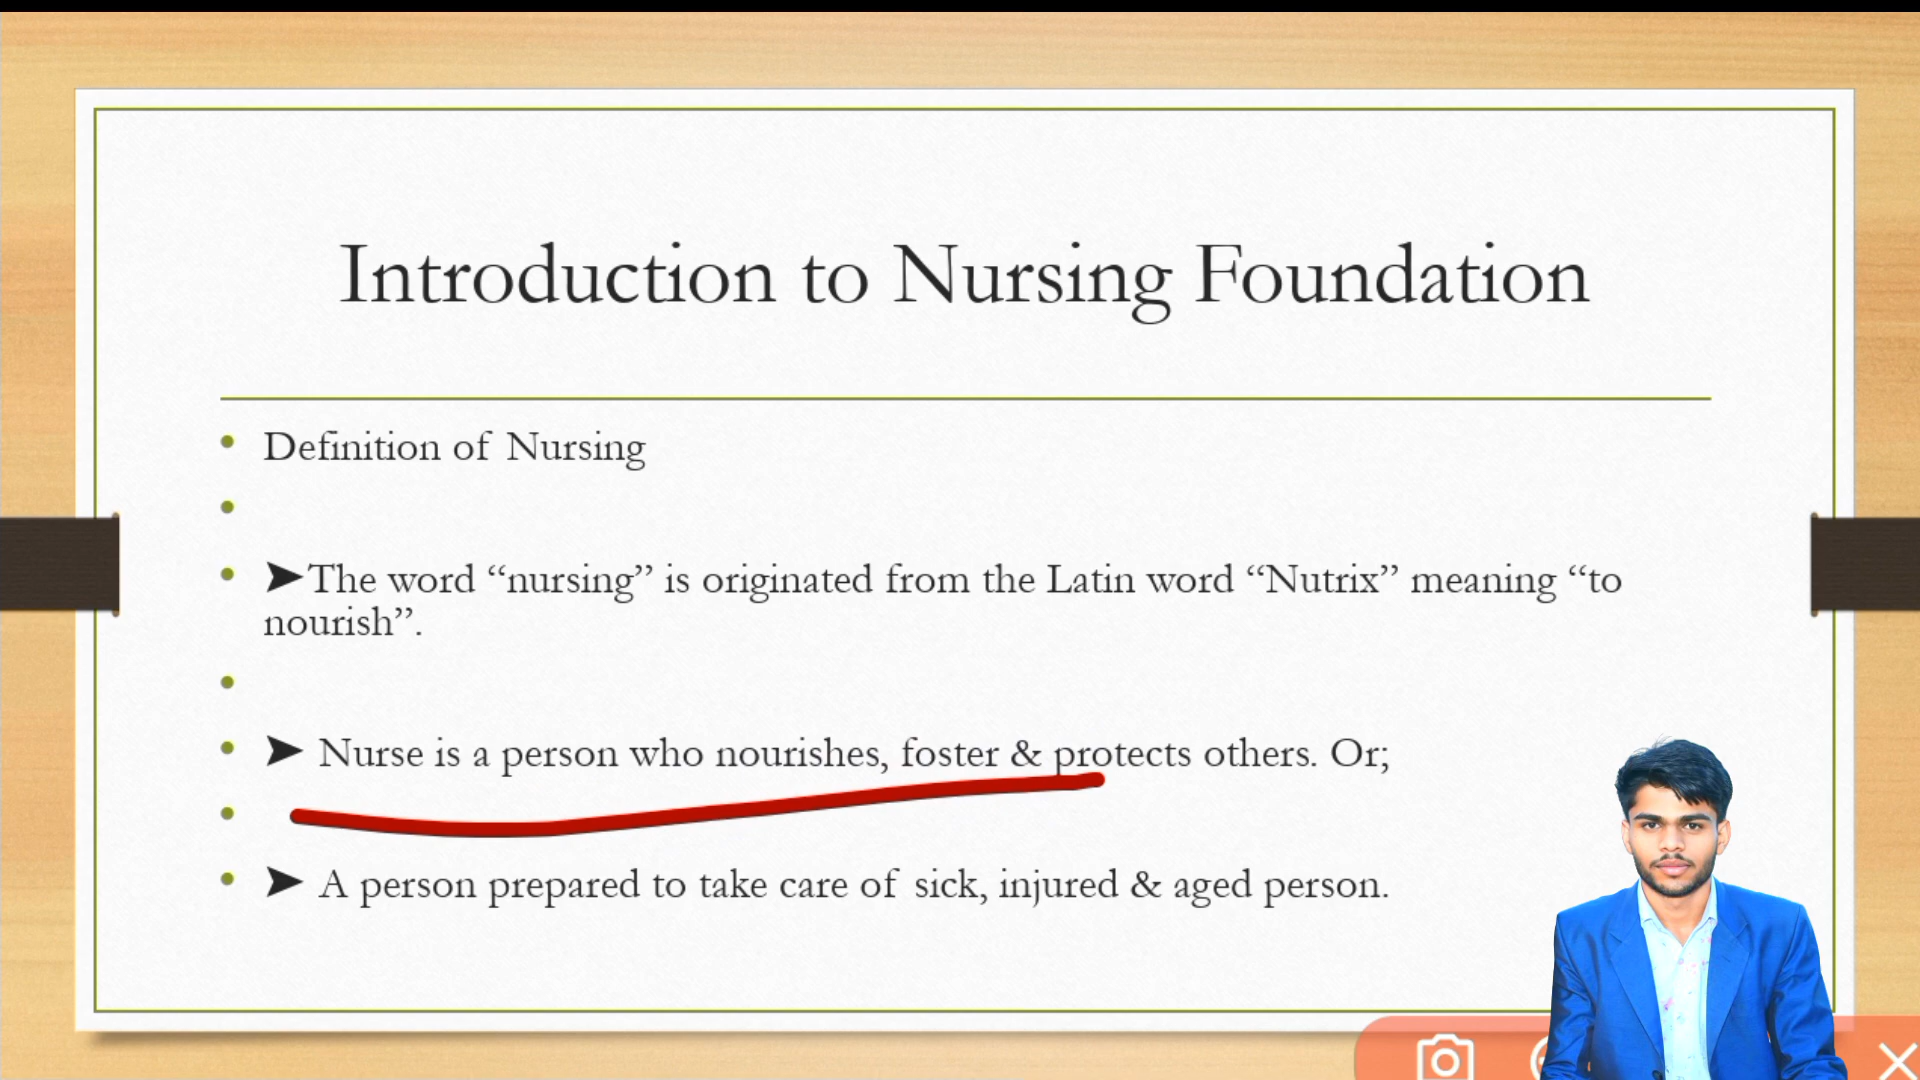 Introduction to Nursing Foundation
Definition of Nursing
➤The word “nursing” is originated from the Latin word “Nutrix” meaning “to
nourish”.
➤ Nurse is a person who nourishes, foster & protects others. Or;
➤ A person prepared to take care of sick, injured & aged person.